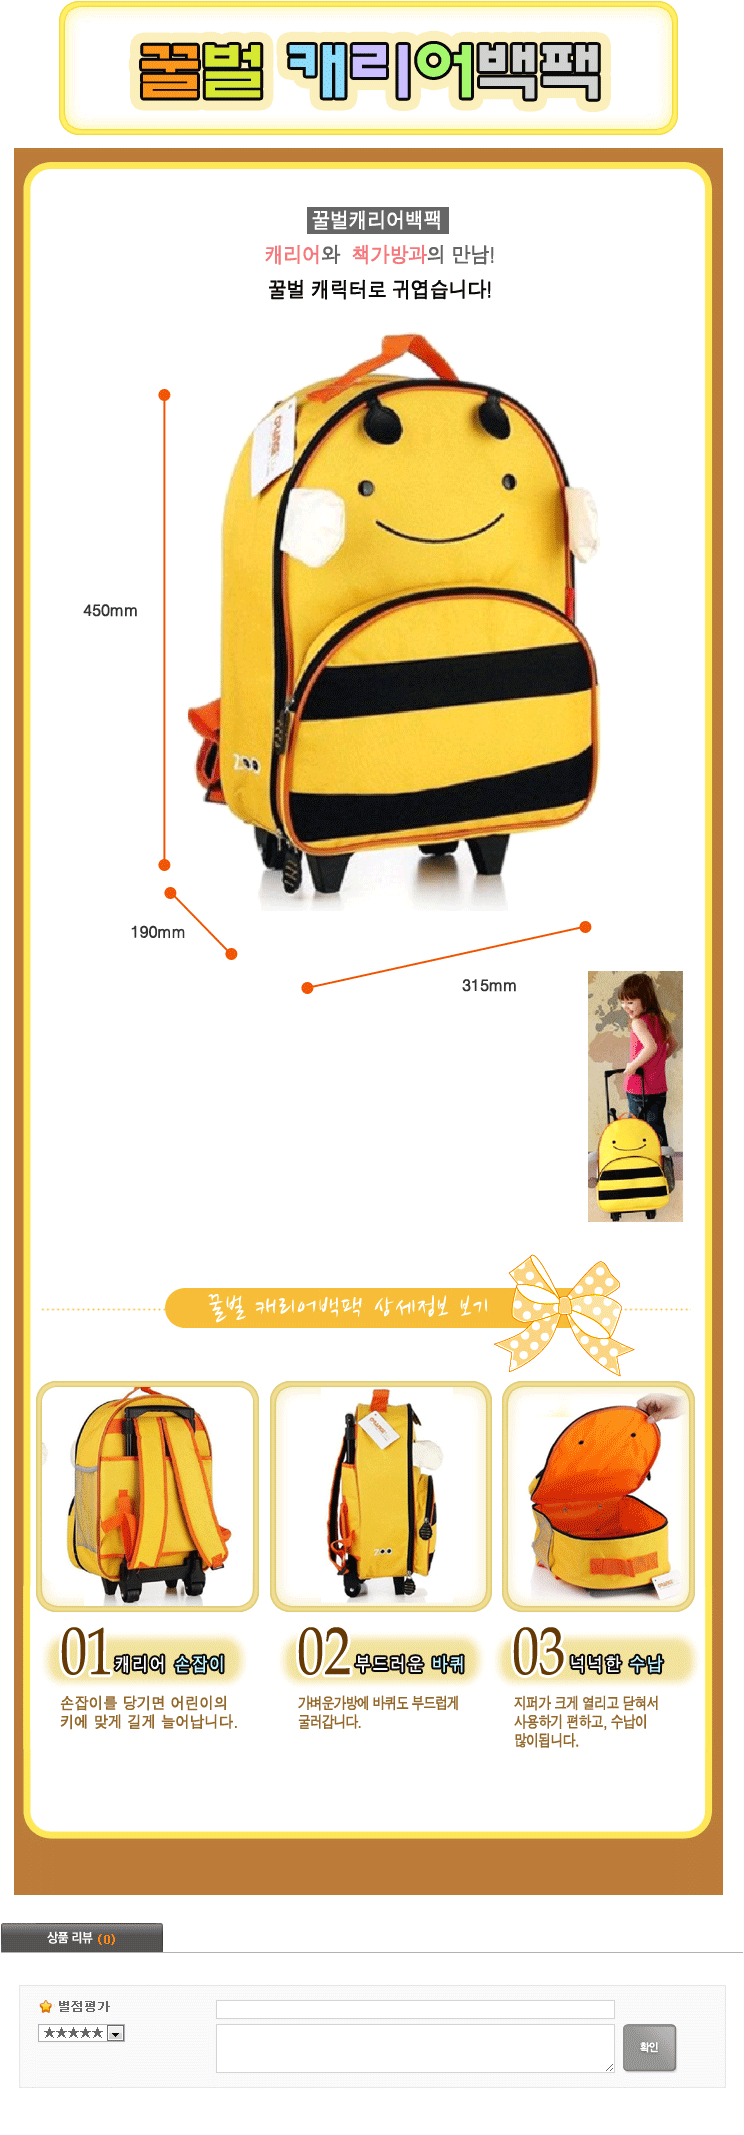 꿀벌 캐리어백팩
꿀벌캐리어백팩
캐리어와 책가방과의 만남!
꿀벌 캐릭터로 귀엽습니다!
450mm
ZOO
190mm
315mm
꿀벌 캐리어백팩 상세정보 보기
ZOO
01 캐리어 손잡이
손잡이를 당기면 어린이의
키에 맞게 길게 늘어납니다.
02 부드러운 바퀴
가벼운가방에 바퀴도 부드럽게
굴러갑니다.
03 넉넉한 수납
지퍼가 크게 열리고 닫혀서
사용하기 편하고, 수납이
많이됩니다.
상품 리뷰 (0)
별점평가
★★★★★
확인